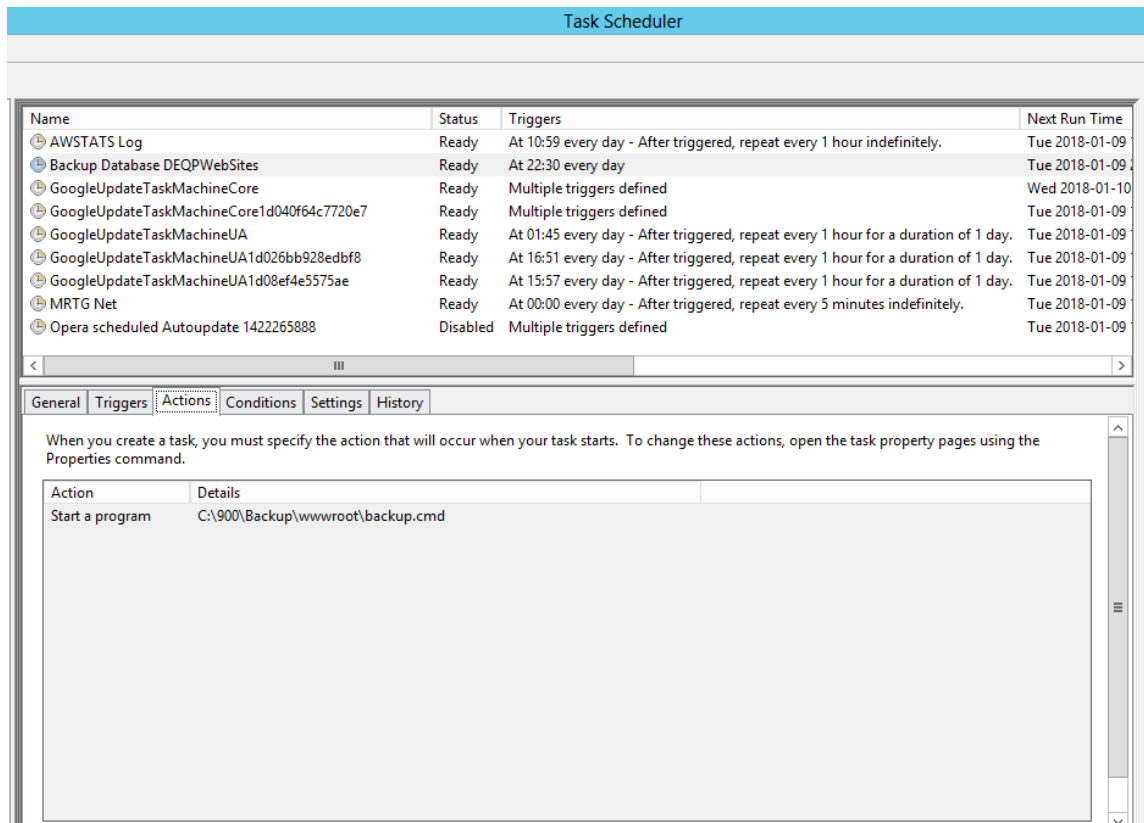 Task Scheduler
Name Status Triggers Next Run Time
AWSTATS Log Ready At 10:59 every day - After triggered, repeat every 1 hour indefinitely. Tue 2018-01-09
Backup Database DEQPWebSites Ready At 22:30 every day Tue 2018-01-09
GoogleUpdateTaskMachineCore Ready Multiple triggers defined Wed 2018-01-10
GoogleUpdateTaskMachineCore1d040f64c7720e7 Ready Multiple triggers defined Tue 2018-01-09
GoogleUpdateTaskMachineUA Ready At 01:45 every day - After triggered, repeat every 1 hour for a duration of 1 day. Tue 2018-01-09
GoogleUpdateTaskMachineUA1d026bb928edbf8 Ready At 16:51 every day - After triggered, repeat every 1 hour for a duration of 1 day. Tue 2018-01-09
GoogleUpdateTaskMachineUA1d08ef4e5575ae Ready At 15:57 every day - After triggered, repeat every 1 hour for a duration of 1 day. Tue 2018-01-09
MRTG Net Ready At 00:00 every day - After triggered, repeat every 5 minutes indefinitely. Tue 2018-01-09
Opera scheduled Autoupdate 1422265888 Disabled Multiple triggers defined Tue 2018-01-09
General Triggers Actions Conditions Settings History
When you create a task, you must specify the action that will occur when your task starts. To change these actions, open the task property pages using the
Properties command.
Action Details
Start a program C:\900\Backup\wwwroot\backup.cmd